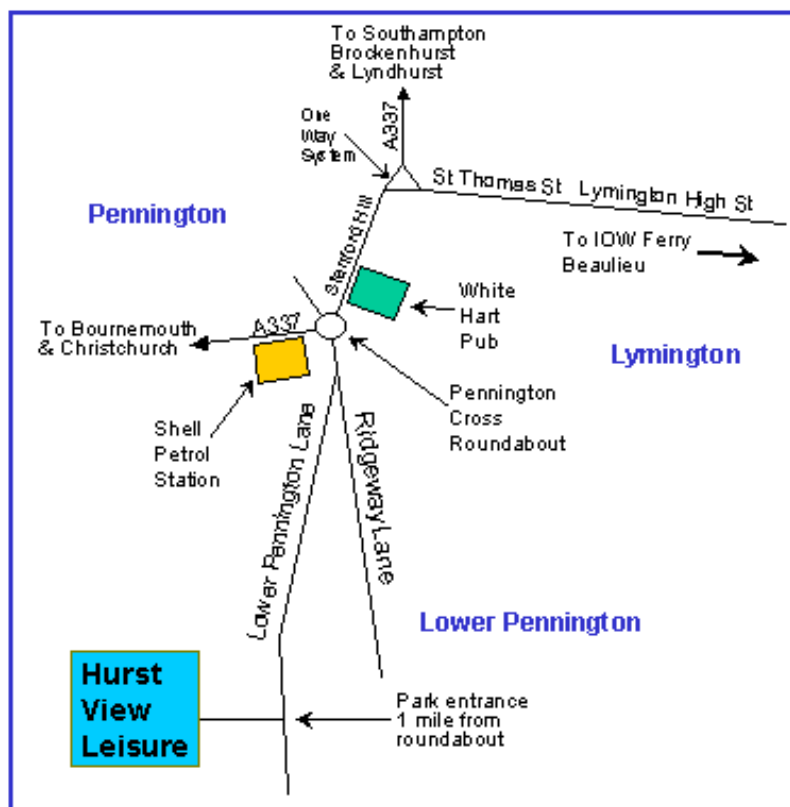 To Southampton
Brockenhurst
& Lyndhurst
One
Way
System
A337
St Thomas St Lymington High St
Pennington
Stanford Hill
To IOW Ferry
Beaulieu
White
Hart
Pub
To Bournemouth
& Christchurch
A337
Lymington
Pennington
Cross
Roundabout
Shell
Petrol
Station
Lower Pennington Lane
Ridgeway Lane
Lower Pennington
Hurst
View
Leisure
Park entrance
1 mile from
roundabout